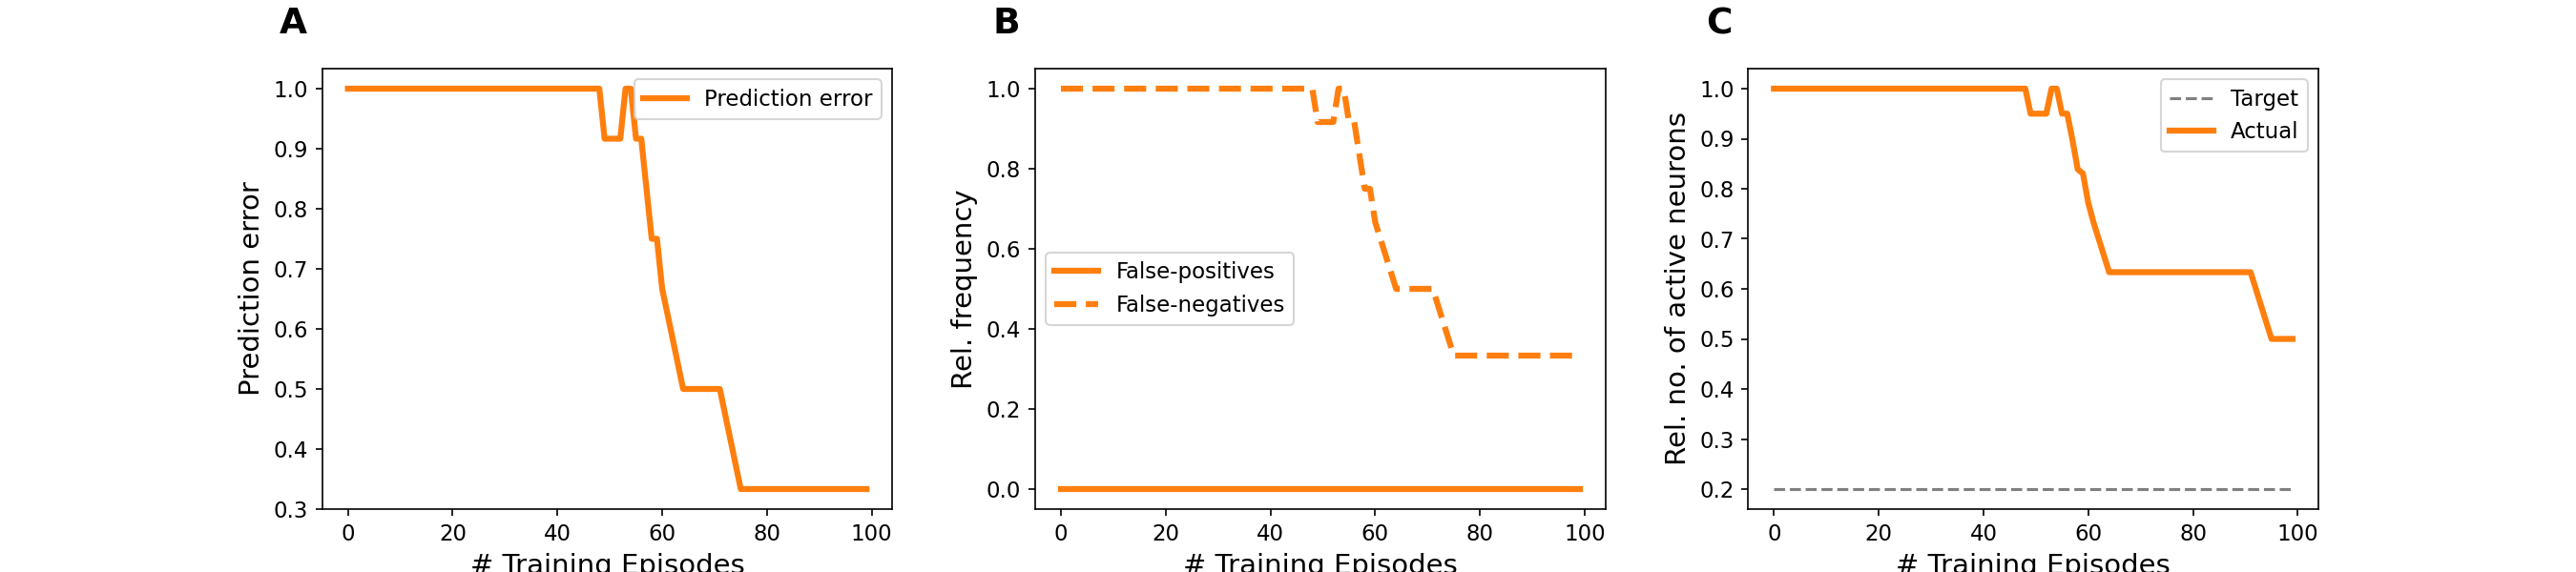 A
Prediction error
1.0
0.9
0.8
0.7
0.6
0.5
0.4
0.3
0 20 40 60 80 100
# Training Episodes
Prediction error
B
1.0
0.8
0.6
0.4
0.2
0.0
0 20 40 60 80 100
# Training Episodes
Rel. frequency
False-positives
False-negatives
C
1.0
0.9
0.8
0.7
0.6
0.5
0.4
0.3
0.2
0 20 40 60 80 100
# Training Episodes
Rel. no. of active neurons
Target
Actual